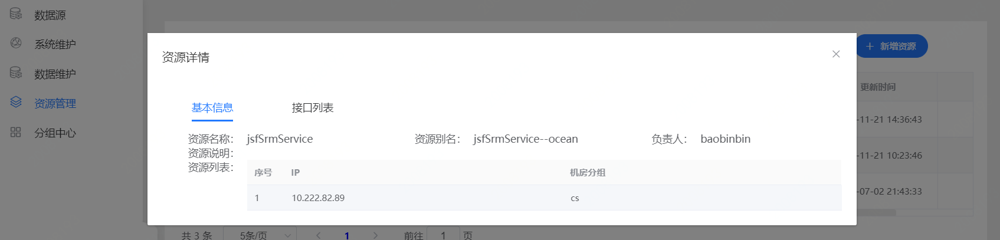 数据源
系统维护
数据维护
资源管理
分组中心
资源详情
基本信息 接口列表
资源名称: jsfSrmService 资源别名: jsfSrmService--ocean 负责人: baobinbin
资源说明:
资源列表:
序号 IP 机房分组
1 10.222.82.89 cs
+ 新增资源
更新时间
-11-21 14:36:43
-11-21 10:23:46
-07-02 21:43:33
共 3 条 5条/页 1 前往 1 页